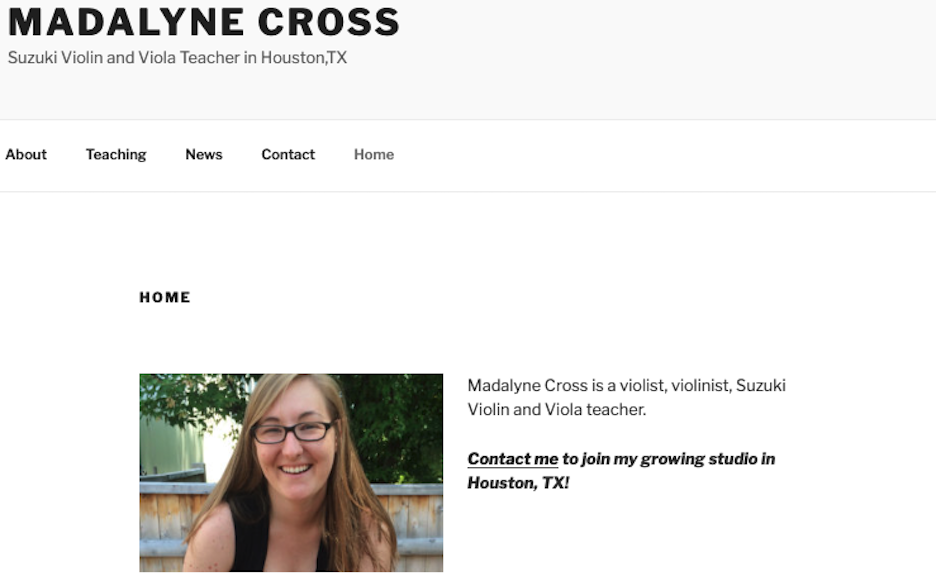 MADALYNE CROSS
Suzuki Violin and Viola Teacher in Houston,TX
About Teaching News Contact Home
HOME
Madalyne Cross is a violist, violinist, Suzuki
Violin and Viola teacher.
Contact me to join my growing studio in
Houston, TX!